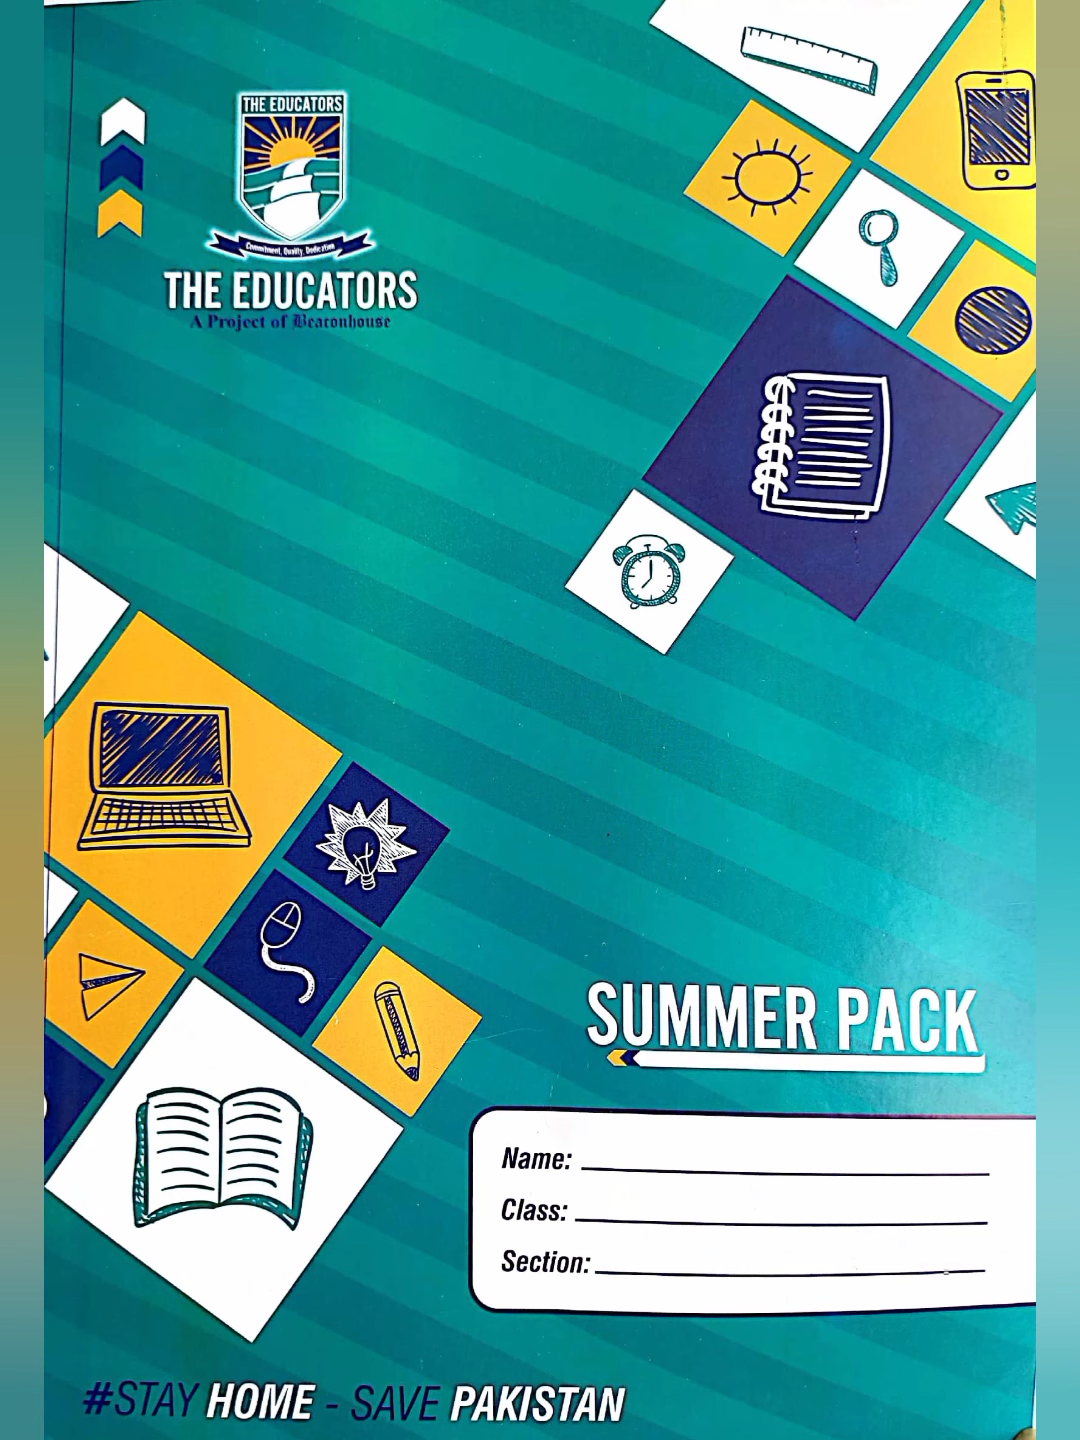 THE EDUCATORS
Commitment, Quality, Dedication
THE EDUCATORS
A Project of Beaconhouse
SUMMER PACK
Name:
Class:
Section:
#STAY HOME - SAVE PAKISTAN